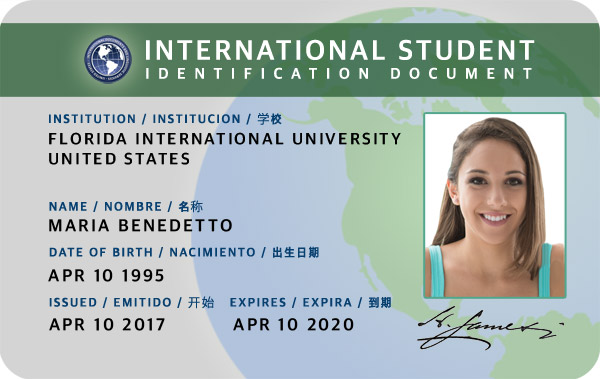 INTERNATIONAL STUDENT
IDENTIFICATION DOCUMENT
INSTITUTION / INSTITUCION / 学校
FLORIDA INTERNATIONAL UNIVERSITY
UNITED STATES
NAME / NOMBRE / 名称
MARIA BENEDETTO
DATE OF BIRTH / NACIMIENTO / 出生日期
APR 10 1995
ISSUED / EMITIDO / 开始 EXPIRES / EXPIRA / 到期
APR 10 2017 APR 10 2020